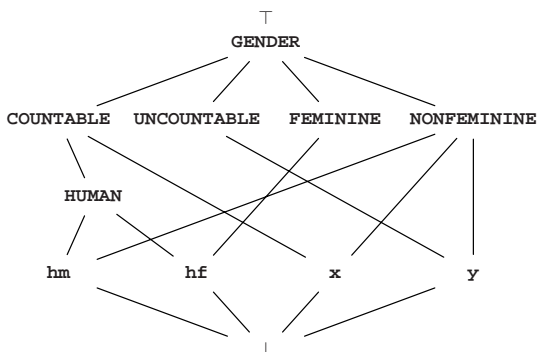 ⊤
GENDER
COUNTABLE UNCOUNTABLE FEMININE NONFEMININE
HUMAN
hm hf x y